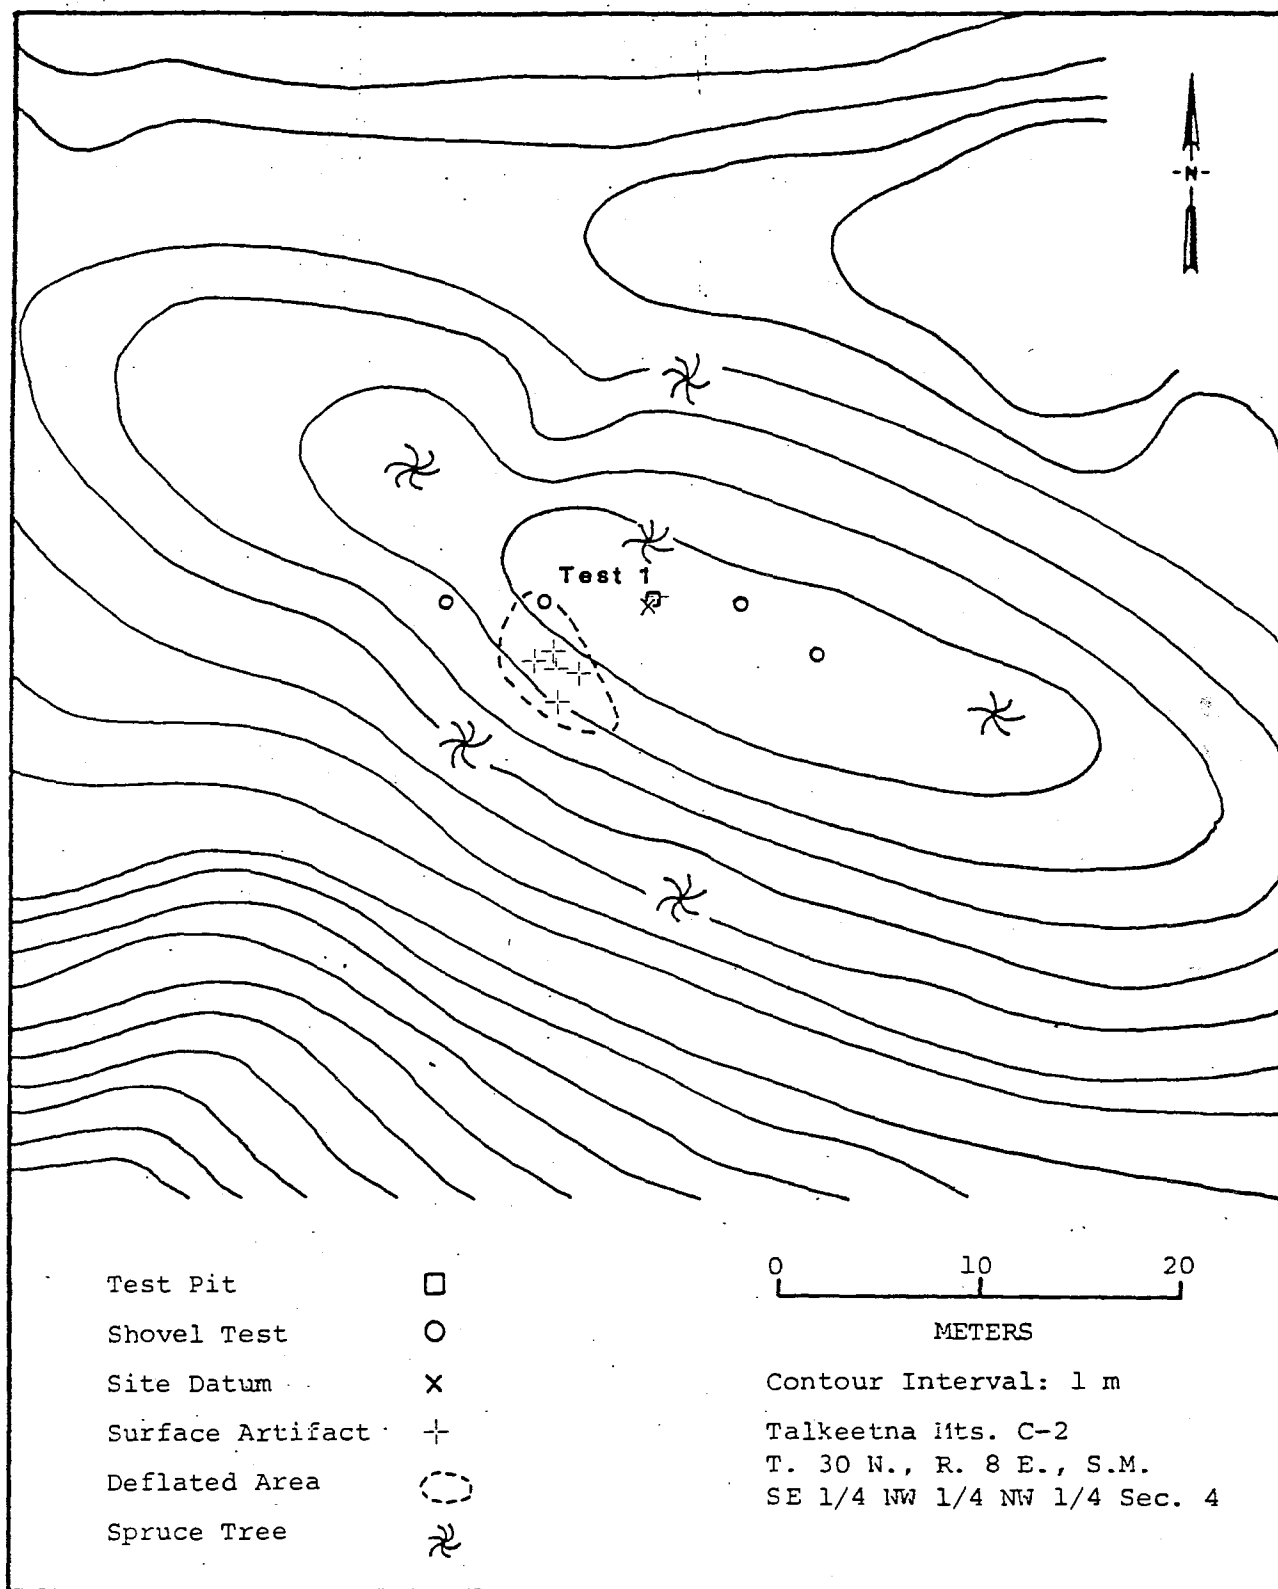 -N-
Test 1
Test Pit
Shovel Test
Site Datum
Surface Artifact
Deflated Area
Spruce Tree
0 10 20
METERS
Contour Interval: 1 m
Talkeetna Mts. C-2
T. 30 N., R. 8 E., S.M.
SE 1/4 NW 1/4 NW 1/4 Sec. 4